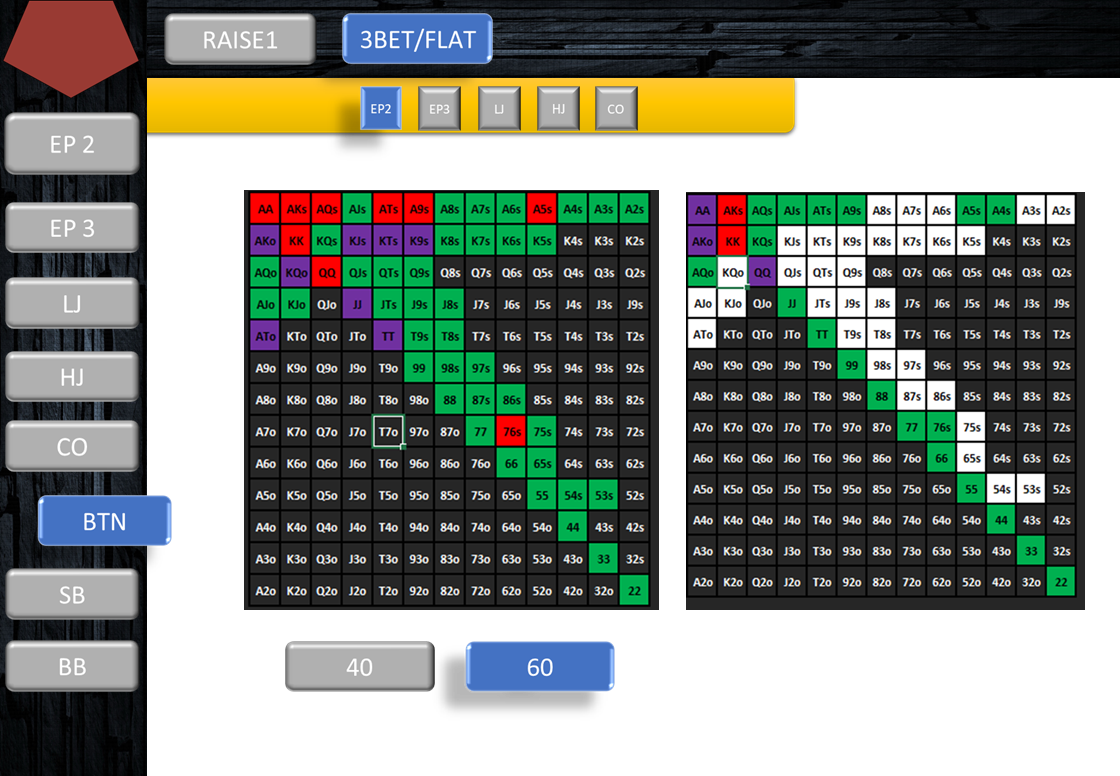 RAISE1
3BET/FLAT
EP2 EP3 LJ HJ CO
EP 2
EP 3
LJ
HJ
CO
BTN
SB
BB
AA AKs AQs AJs ATs A9s A8s A7s A6s A5s A4s A3s A2s
AKo KK KQs KJs KTs K9s K8s K7s K6s K5s K4s K3s K2s
AQo KQo QQ QJs QTs Q9s Q8s Q7s Q6s Q5s Q4s Q3s Q2s
AJo KJo QJo JJ JTs J9s J8s J7s J6s J5s J4s J3s J9s
ATo KTo QTo JTo TT T9s T8s T7s T6s T5s T4s T3s T2s
A9o K9o Q9o J9o T9o 99 98s 97s 96s 95s 94s 93s 92s
A8o K8o Q8o J8o T8o 98o 88 87s 86s 85s 84s 83s 82s
A7o K7o Q7o J7o T7o 97o 87o 77 76s 75s 74s 73s 72s
A6o K6o Q6o J6o T6o 96o 86o 76o 66 65s 64s 63s 62s
A5o K5o Q5o J5o T5o 95o 85o 75o 65o 55 54s 53s 52s
A4o K4o Q4o J4o T4o 94o 84o 74o 64o 54o 44 43s 42s
A3o K3o Q3o J3o T3o 93o 83o 73o 63o 53o 43o 33 32s
A2o K2o Q2o J2o T2o 92o 82o 72o 62o 52o 42o 32o 22
AA AKs AQs AJs ATs A9s A8s A7s A6s A5s A4s A3s A2s
AKo KK KQs KJs KTs K9s K8s K7s K6s K5s K4s K3s K2s
AQo KQo QQ QJs QTs Q9s Q8s Q7s Q6s Q5s Q4s Q3s Q2s
AJo KJo QJo JJ JTs J9s J8s J7s J6s J5s J4s J3s J9s
ATo KTo QTo JTo TT T9s T8s T7s T6s T5s T4s T3s T2s
A9o K9o Q9o J9o T9o 99 98s 97s 96s 95s 94s 93s 92s
A8o K8o Q8o J8o T8o 98o 88 87s 86s 85s 84s 83s 82s
A7o K7o Q7o J7o T7o 97o 87o 77 76s 75s 74s 73s 72s
A6o K6o Q6o J6o T6o 96o 86o 76o 66 65s 64s 63s 62s
A5o K5o Q5o J5o T5o 95o 85o 75o 65o 55 54s 53s 52s
A4o K4o Q4o J4o T4o 94o 84o 74o 64o 54o 44 43s 42s
A3o K3o Q3o J3o T3o 93o 83o 73o 63o 53o 43o 33 32s
A2o K2o Q2o J2o T2o 92o 82o 72o 62o 52o 42o 32o 22
40
60